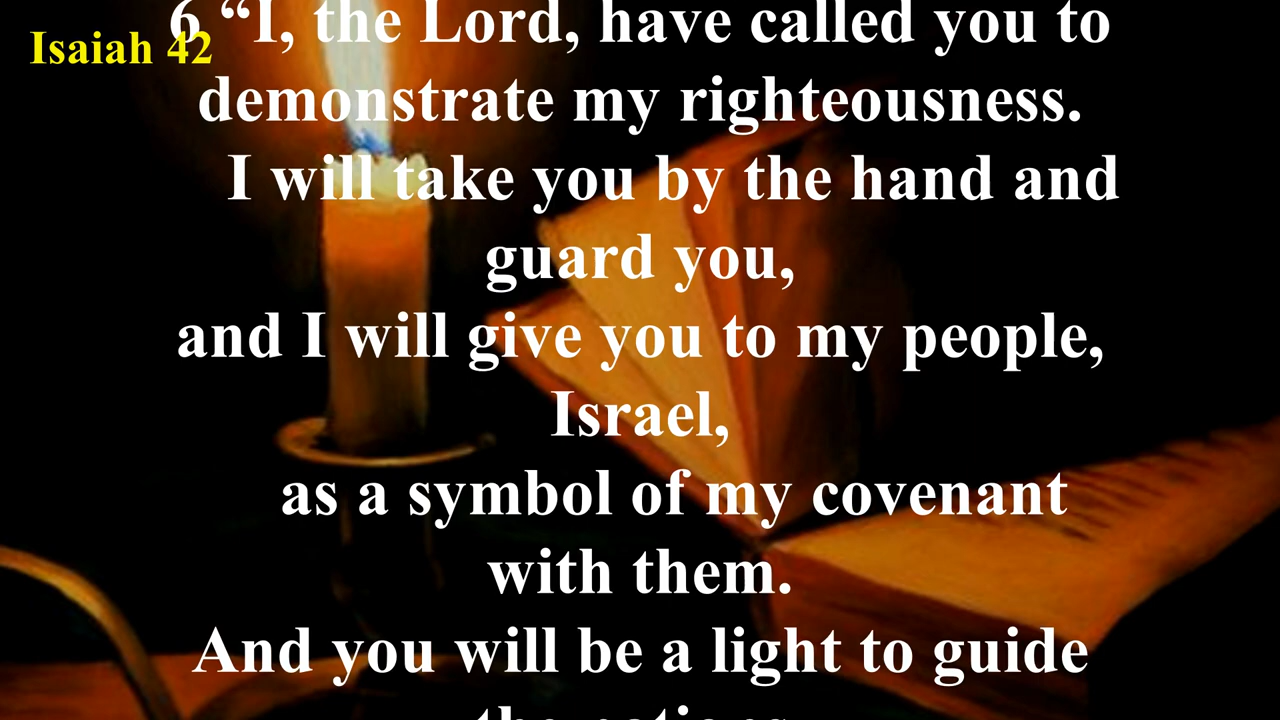 Isaiah 42
6 “I, the Lord, have called you to
demonstrate my righteousness.
I will take you by the hand and
guard you,
and I will give you to my people,
Israel,
as a symbol of my covenant
with them.
And you will be a light to guide
the nations.